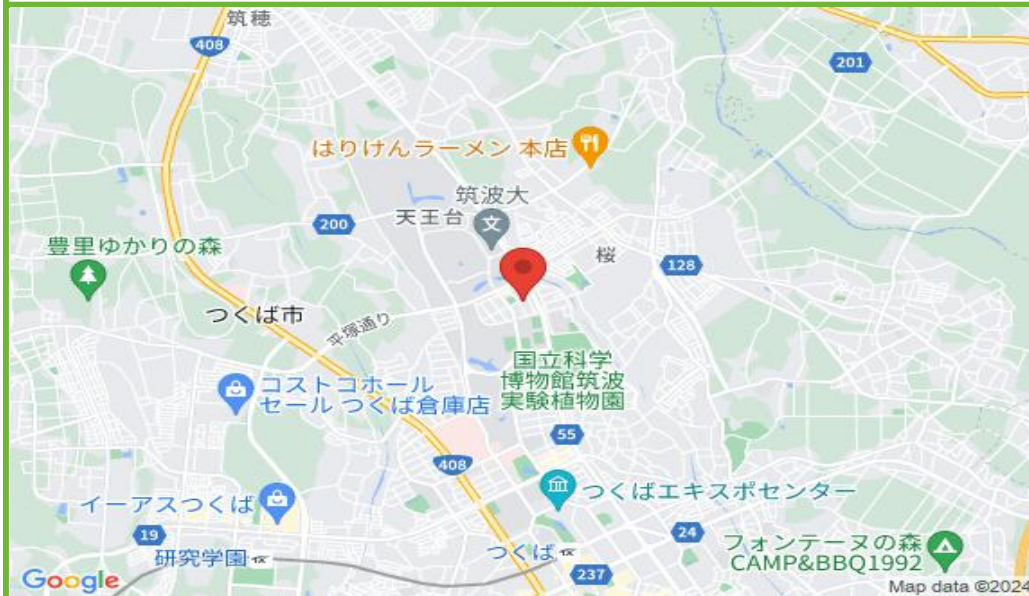 筑穂
408
201
はりけんラーメン 本店
筑波大
天王台
文
200
桜
128
豊里ゆかりの森
つくば市
平塚通り
国立科学
博物館筑波
実験植物園
コストコホール
セール つくば倉庫店
55
408
つくばエキスポセンター
イーアスつくば
19
24
研究学園
つくば
フォンテーヌの森
CAMP&BBQ1992
237
Google
Map data ©2024